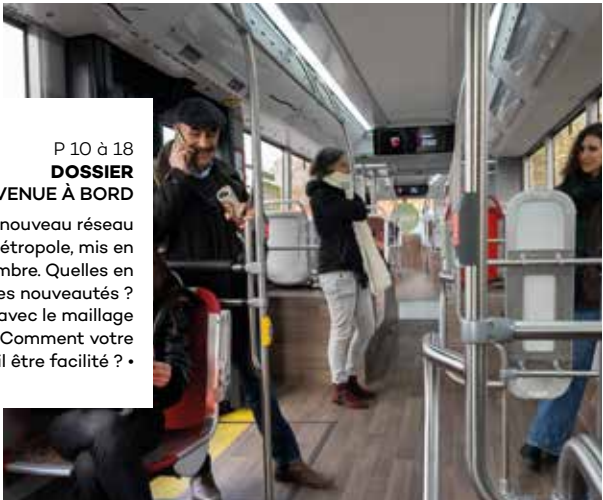 P 10 à 18
DOSSIER
VENUE À BORD
nouveau réseau
étropole, mis en
mbre. Quelles en
es nouveautés ?
avec le maillage
Comment votre
il être facilité ? •